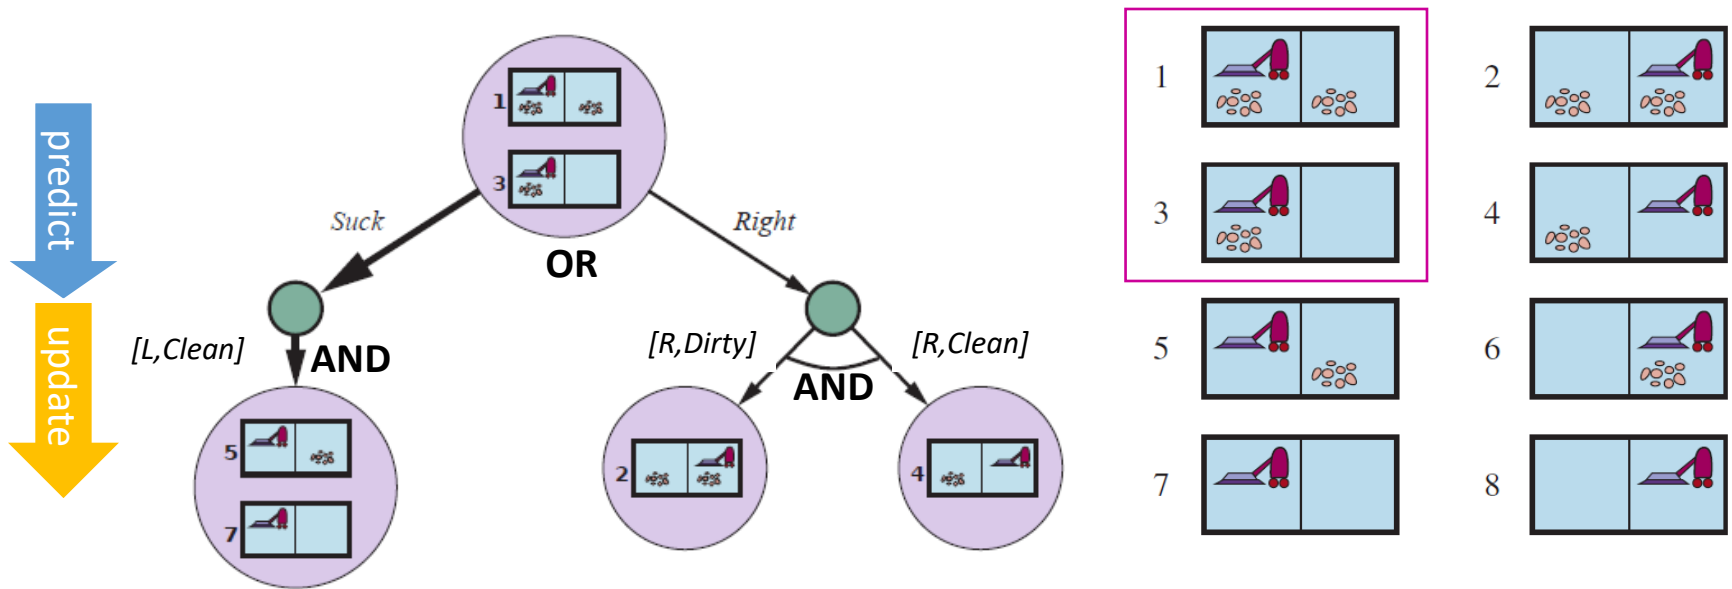 predict
update
1
3
Suck
Right
OR
[L,Clean]
AND
[R,Dirty]
[R,Clean]
AND
5
7
2
4
1
2
3
4
5
6
7
8